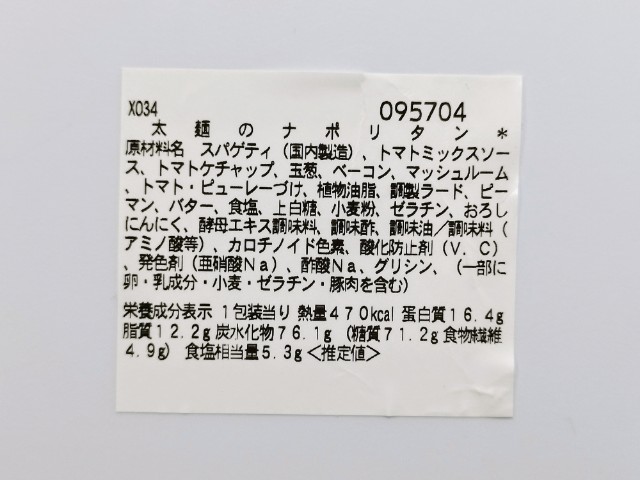 X034 095704
太麺のナポリタン*
原材料名 スパゲティ(国内製造)、トマトミックスソー
ス、トマトケチャップ、玉葱、ベーコン、マッシュルーム
、トマト・ピューレーづけ、植物油脂、調製ラード、ピー
マン、バター、食塩、上白糖、小麦粉、ゼラチン、おろし
にんにく、酵母エキス調味料、調味酢、調味油/調味料(
アミノ酸等)、カロチノイド色素、酸化防止剤(V.C)
、発色剤(亜硝酸Na)、酢酸Na、グリシン、(一部に
卵・乳成分・小麦・ゼラチン・豚肉を含む)
栄養成分表示 1包装当り 熱量470kcal 蛋白質16.4g
脂質12.2g 炭水化物76.1g (糖質71.2g 食物繊維
4.9g) 食塩相当量5.3g<推定値>